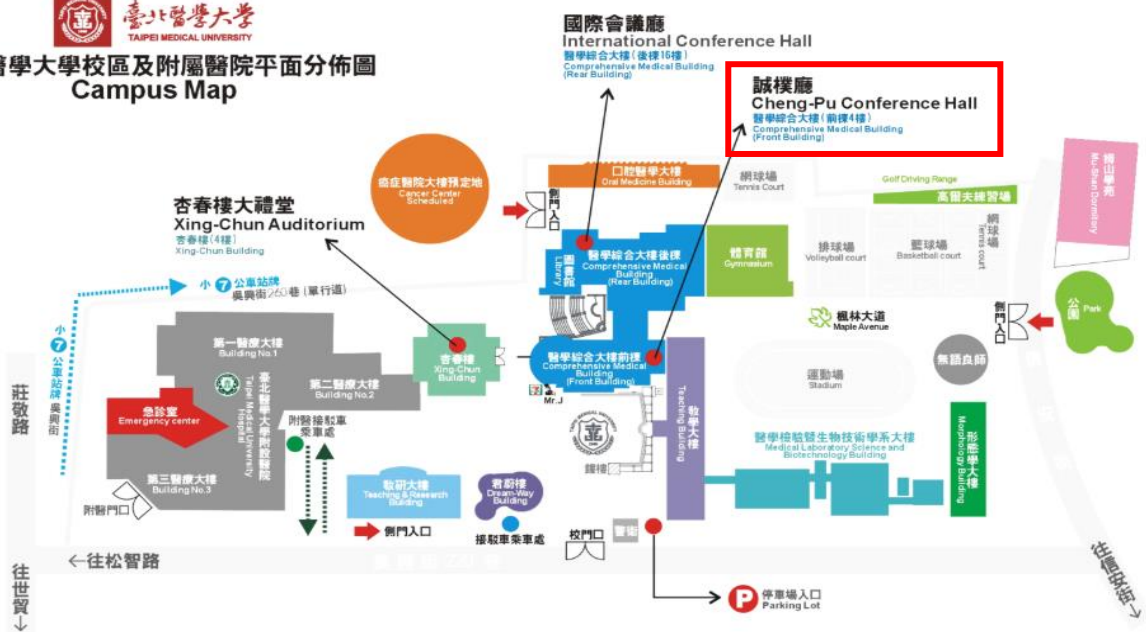 臺北醫學大學
TAIPEI MEDICAL UNIVERSITY
醫學大學校區及附屬醫院平面分佈圖
Campus Map
國際會議廳
International Conference Hall
醫學綜合大樓(後棟16樓)
Comprehensive Medical Building
(Rear Building)
誠樸廳
Cheng-Pu Conference Hall
醫學綜合大樓(前棟4樓)
Comprehensive Medical Building
(Front Building)
癌症醫院大樓預定地
Cancer Center
Scheduled
側門入口
口腔醫學大樓
Oral Medicine Building
網球場
Tennis Court
Golf Driving Range
高爾夫練習場
拇山學苑
Mu-Shan Dormitory
杏春樓大禮堂
Xing-Chun Auditorium
杏春樓(4樓)
Xing-Chun Building
圖書館
Library
醫學綜合大樓後棟
Comprehensive Medical
Building
(Rear Building)
體育館
Gymnasium
排球場
Volleyball court
籃球場
Basketball court
網球場
Tennis court
小 7 公車站牌
吳興街260巷 (單行道)
小 7 公車站牌 吳興街
楓林大道
Maple Avenue
側門入口
公園 Park
第一醫療大樓
Building No.1
臺北醫學大學附設醫院
Taipei Medical University
Hospital
第二醫療大樓
Building No.2
杏春樓
Xing-Chun
Building
醫學綜合大樓前棟
Comprehensive Medical
Building
(Front Building)
7
Mr.J
教學大樓
Teaching Building
運動場
Stadium
無語良師
莊敬路
急診室
Emergency center
附醫接駁車
乘車處
鐘樓
醫學檢驗暨生物技術學系大樓
Medical Laboratory Science and
Biotechnology Building
形態學大樓
Morphology Building
第三醫療大樓
Building No.3
附醫門口
教研大樓
Teaching & Research
Building
君蔚樓
Dream-Way
Building
側門入口
接駁車乘車處
校門口
警衛
←往松智路
往世貿↓
往信安街↓
P 停車場入口
Parking Lot